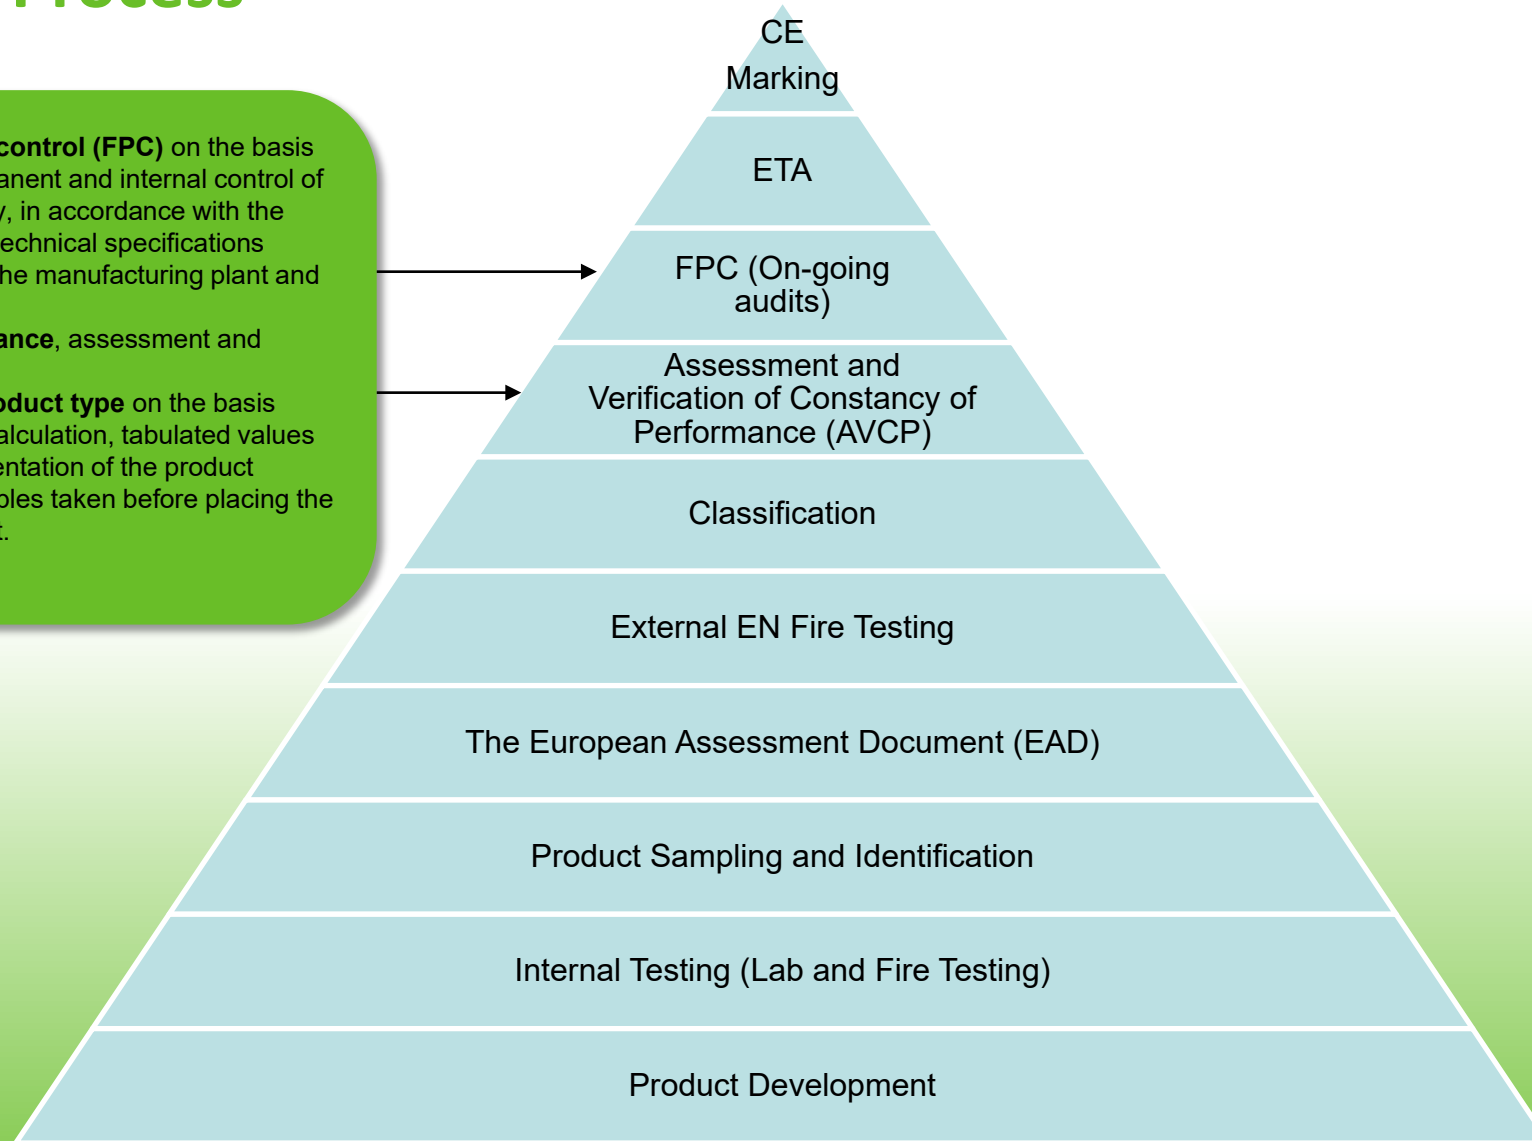 Process
control (FPC) on the basis
anent and internal control of
y, in accordance with the
technical specifications
the manufacturing plant and
ance, assessment and
oduct type on the basis
alculation, tabulated values
entation of the product
ples taken before placing the
t.
CE
Marking
ETA
FPC (On-going
audits)
Assessment and
Verification of Constancy of
Performance (AVCP)
Classification
External EN Fire Testing
The European Assessment Document (EAD)
Product Sampling and Identification
Internal Testing (Lab and Fire Testing)
Product Development